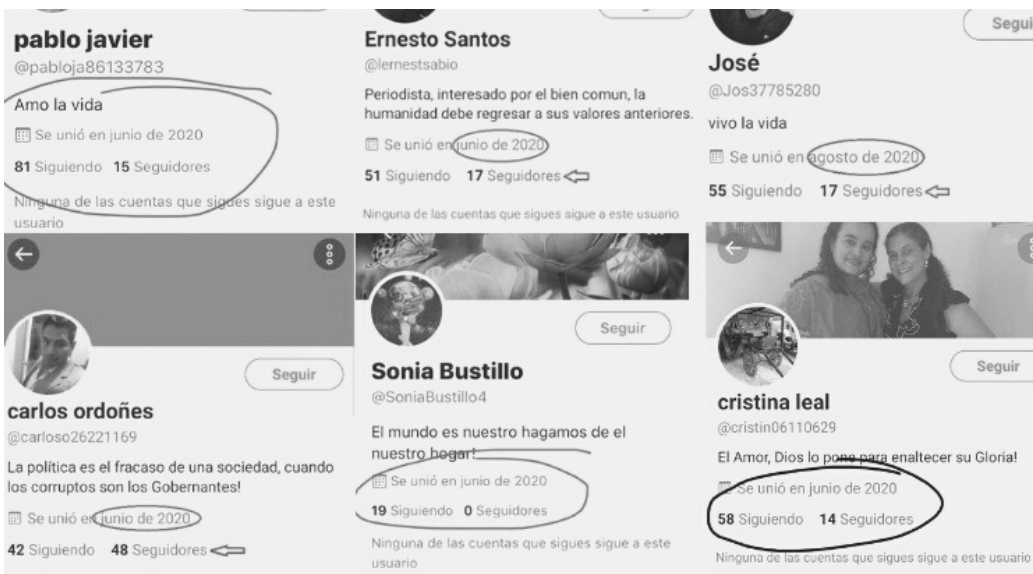 pablo javier
@pabloja86133783
Amo la vida
Se unió en junio de 2020
81 Siguiendo 15 Seguidores
Ninguna de las cuentas que sigues sigue a este
usuario
Ernesto Santos
@lernestsabio
Periodista, interesado por el bien comun, la
humanidad debe regresar a sus valores anteriores.
Se unió en junio de 2020
51 Siguiendo 17 Seguidores
Ninguna de las cuentas que sigues sigue a este usuario
Segui
José
@Jos37785280
vivo la vida
Se unió en agosto de 2020
55 Siguiendo 17 Seguidores
Seguir
carlos ordoñes
@carloso26221169
La política es el fracaso de una sociedad, cuando
los corruptos son los Gobernantes!
Se unió en junio de 2020
42 Siguiendo 48 Seguidores
Seguir
Sonia Bustillo
@SoniaBustillo4
El mundo es nuestro hagamos de el
nuestro hogar!
Se unió en junio de 2020
19 Siguiendo 0 Seguidores
Ninguna de las cuentas que sigues sigue a este
usuario
Seguir
cristina leal
@cristin06110629
El Amor, Dios lo pone para enaltecer su Gloria!
Se unió en junio de 2020
58 Siguiendo 14 Seguidores
Ninguna de las cuentas que sigues sigue a este usuario